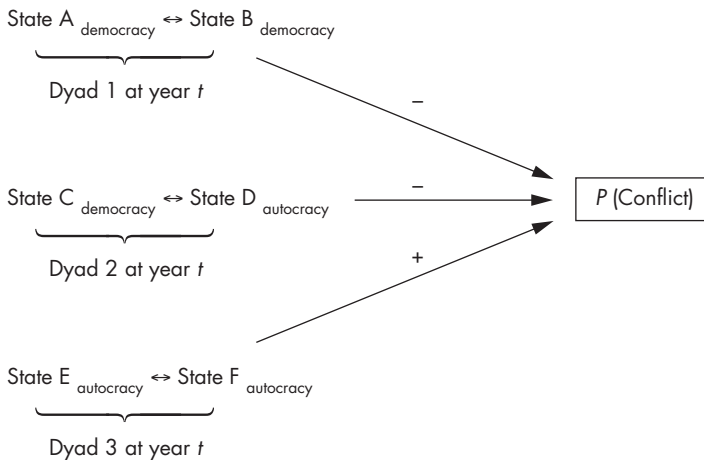 State A democracy ↔ State B democracy
Dyad 1 at year t
–
State C democracy ↔ State D autocracy
–
P (Conflict)
Dyad 2 at year t
+
State E autocracy ↔ State F autocracy
Dyad 3 at year t